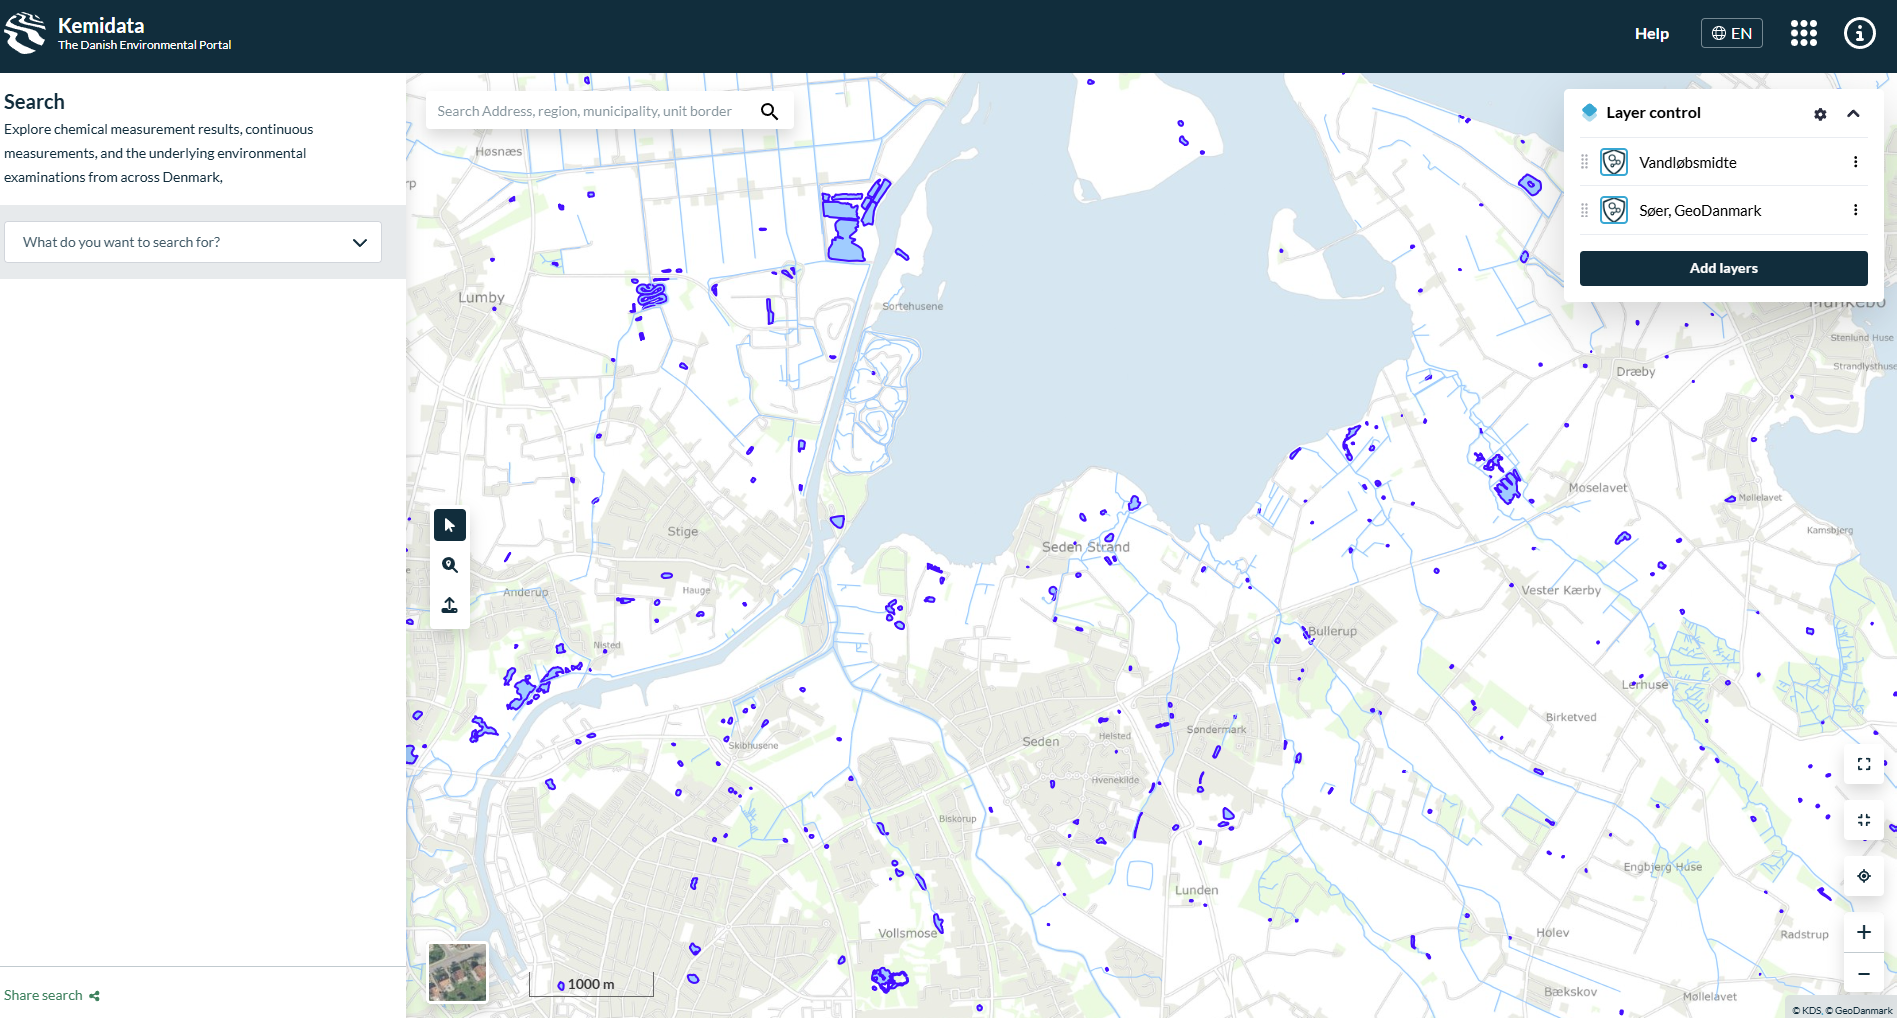 Kemidata
The Danish Environmental Portal
Help
EN
Search
Explore chemical measurement results, continuous
measurements, and the underlying environmental
examinations from across Denmark,
What do you want to search for?
Share search
Search Address, region, municipality, unit border
Layer control
Vandløbsmidte
Søer, GeoDanmark
Add layers
Høsnæs
Lumby
Sortehusene
Munkebo
Stenlund Huse
Strandlysthuse
Dræby
Moselavet
Møllelavet
Kamsbjerg
Stige
Seden Strand
Anderup
Hauge
Vester Kærby
Bullerup
Nisted
Lerhuse
Birketved
Søndermark
Helsted
Seden
Skibhusene
Hvenekilde
Biskorup
Engbjerg Huse
Lunden
Vollsmose
Holev
Radstrup
Bækskov
Møllelavet
1000 m
© KDS, © GeoDanmark